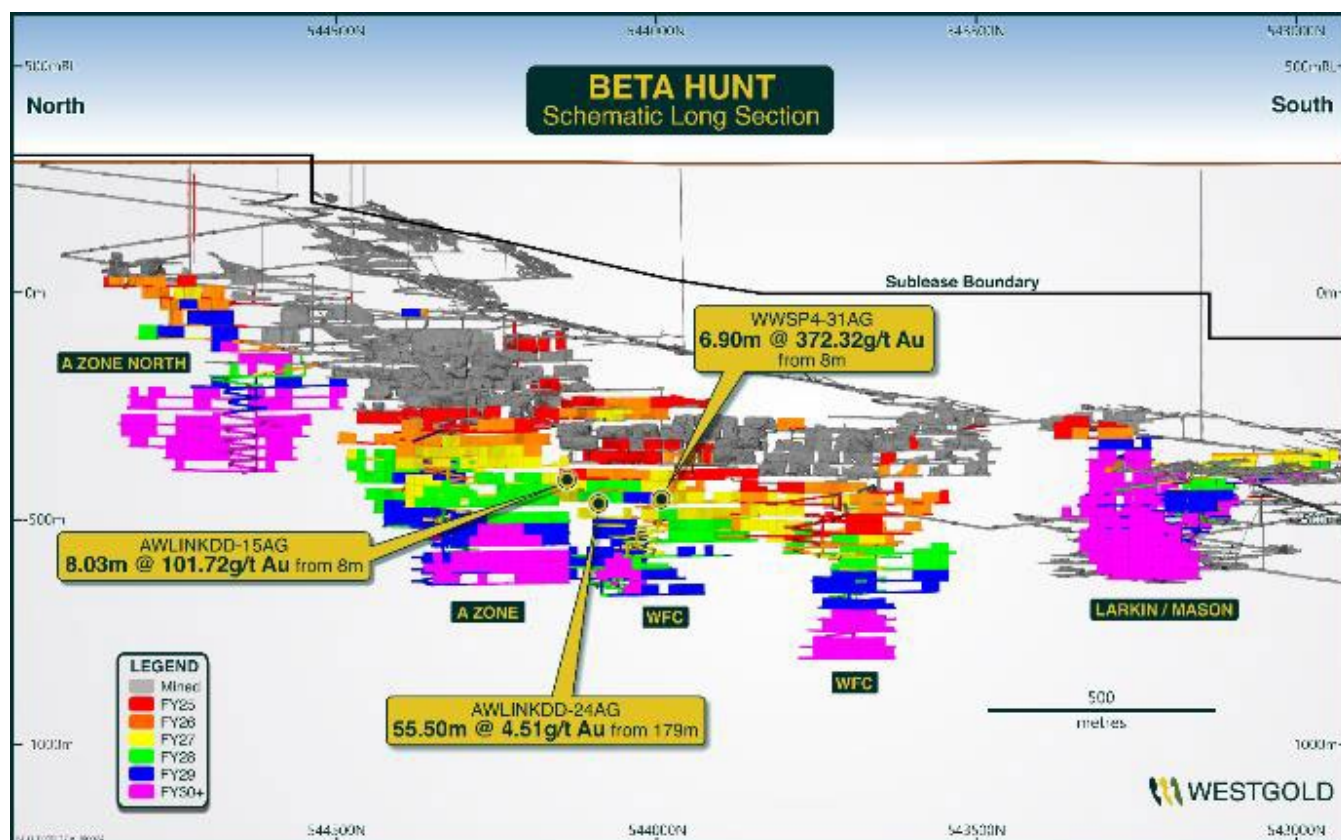 544500N 544000N 543500N 543000N
500mRL
500mRL
BETA HUNT
Schematic Long Section
North
South
Sublease Boundary
0m
0m
WWSP4-31AG
6.90m @ 372.32g/t Au
from 8m
A ZONE NORTH
-500m
-500m
AWLINKDD-15AG
8.03m @ 101.72g/t Au from 8m
A ZONE
WFC
LARKIN / MASON
WFC
LEGEND
Mined
FY25
FY26
FY27
FY28
FY29
FY30+
AWLINKDD-24AG
55.50m @ 4.51g/t Au from 179m
500
metres
-1000m
1000m
WESTGOLD
544500N 544000N 543500N 543000N